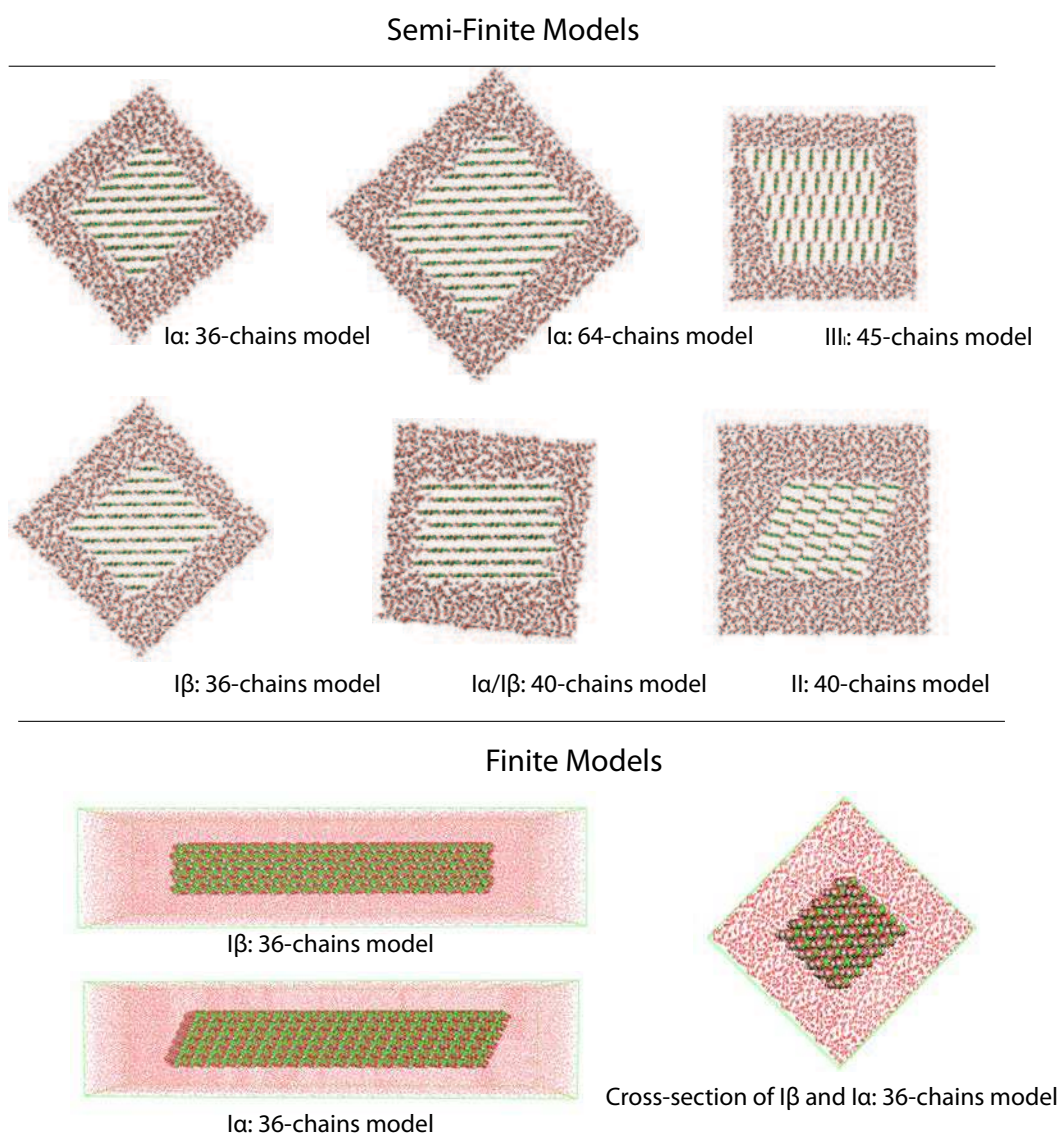 Semi-Finite Models
Iα: 36-chains model
Iα: 64-chains model
IIIᵢ: 45-chains model
Iβ: 36-chains model
Iα/Iβ: 40-chains model
II: 40-chains model
Finite Models
Iβ: 36-chains model
Iα: 36-chains model
Cross-section of Iβ and Iα: 36-chains model